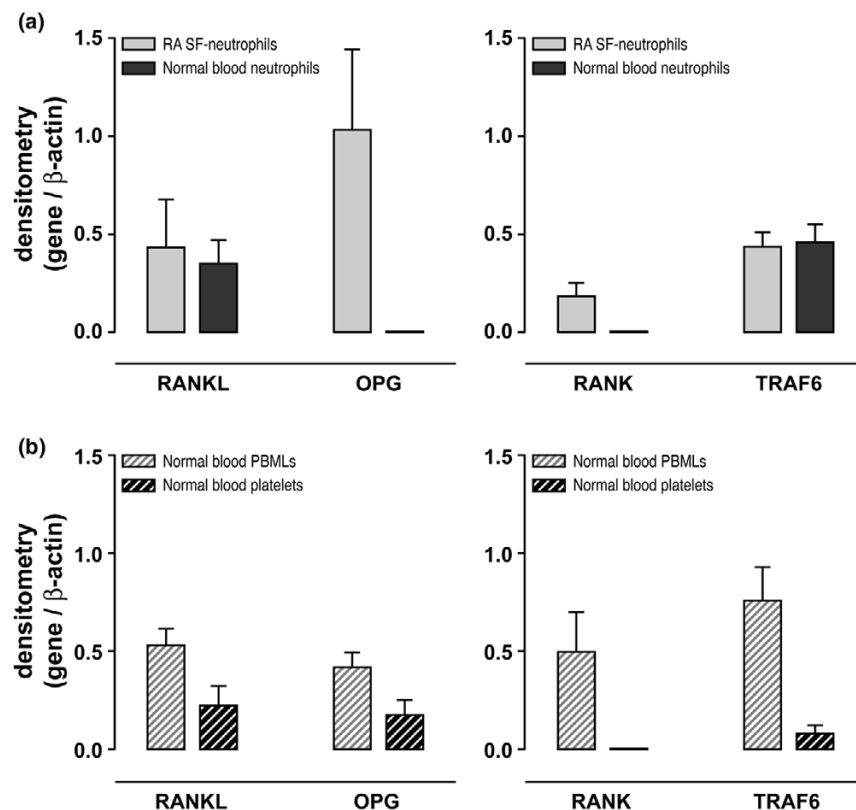 (a)
densitometry
(gene / β-actin)
1.5
1.0
0.5
0.0
RA SF-neutrophils
Normal blood neutrophils
RANKL OPG
1.5
1.0
0.5
0.0
RA SF-neutrophils
Normal blood neutrophils
RANK TRAF6
(b)
densitometry
(gene / β-actin)
1.5
1.0
0.5
0.0
Normal blood PBMLs
Normal blood platelets
RANKL OPG
1.5
1.0
0.5
0.0
Normal blood PBMLs
Normal blood platelets
RANK TRAF6